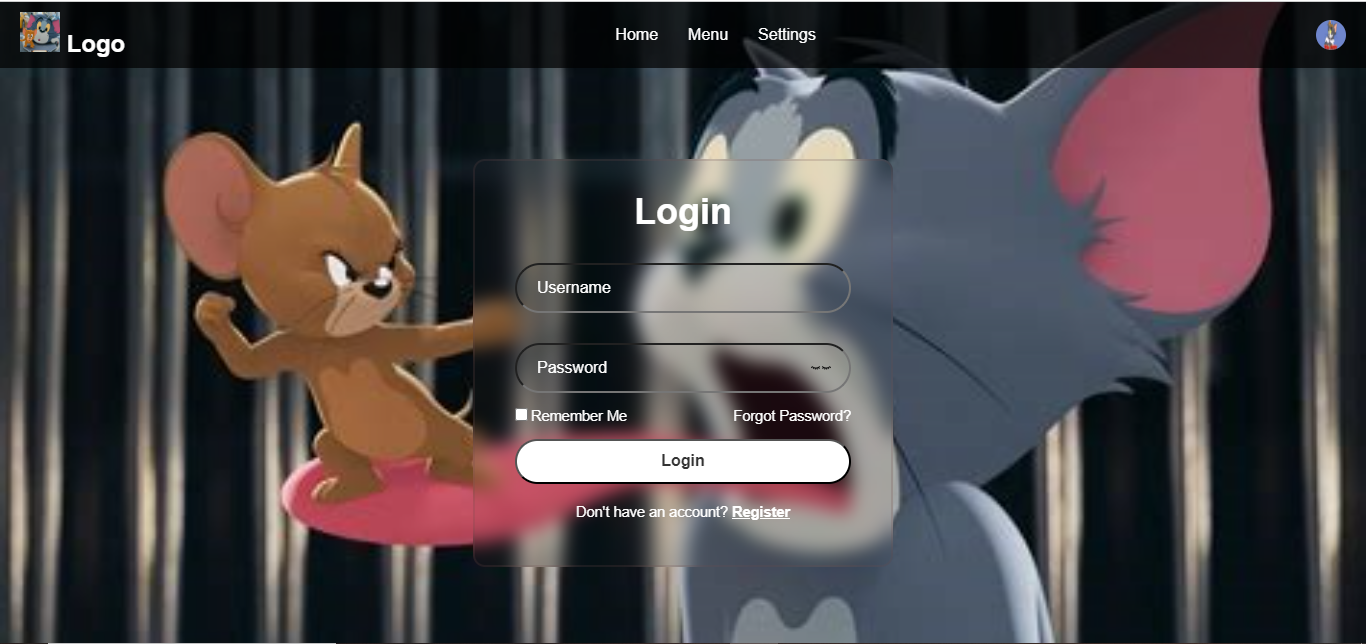 Logo
Home Menu Settings
Login
Username
Password
Remember Me Forgot Password?
Login
Don't have an account? Register